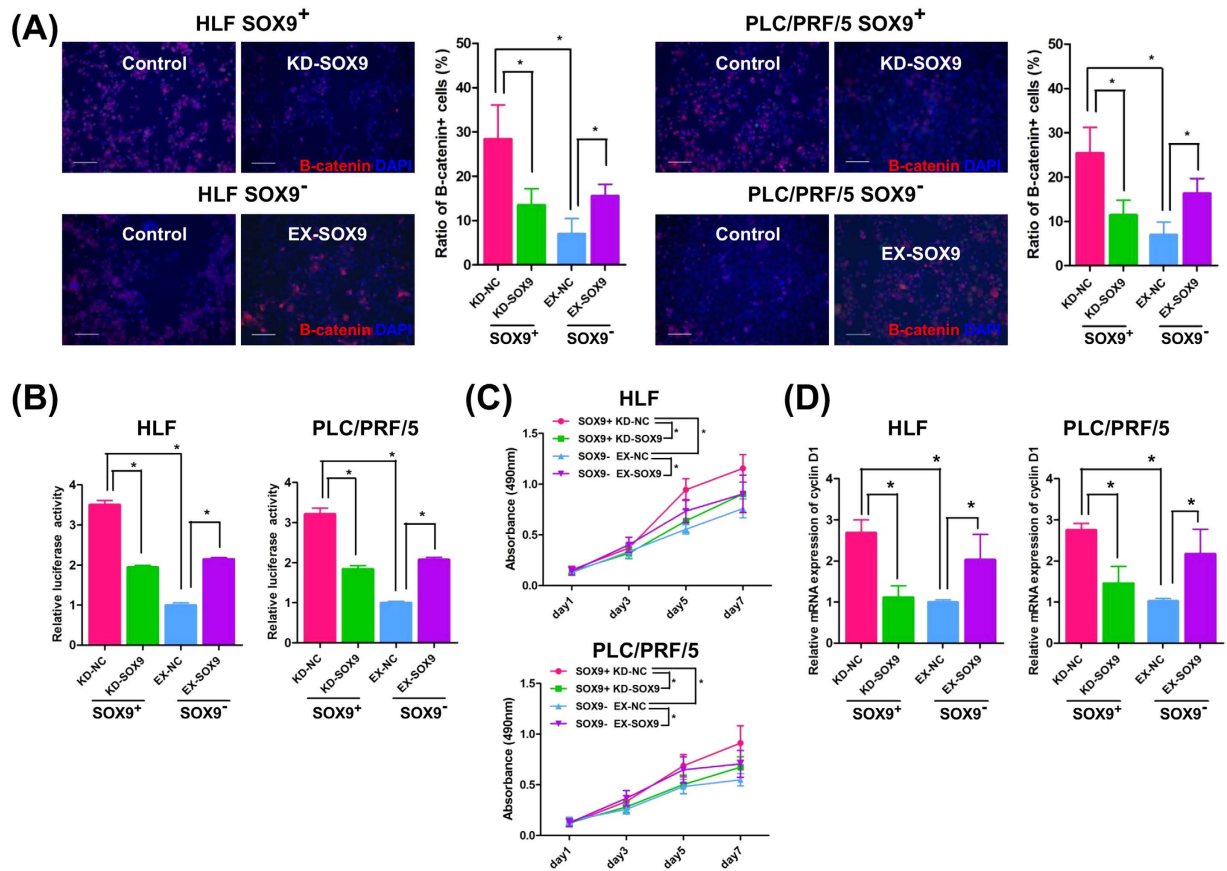 (A)
HLF SOX9+
Control
KD-SOX9
B-catenin DAPI
HLF SOX9-
Control
EX-SOX9
B-catenin DAPI
Ratio of B-catenin+ cells (%)
50
40
30
20
10
0
*
*
*
KD-NC
KD-SOX9
EX-NC
EX-SOX9
SOX9+
SOX9-
PLC/PRF/5 SOX9+
Control
KD-SOX9
B-catenin DAPI
PLC/PRF/5 SOX9-
Control
EX-SOX9
B-catenin DAPI
Ratio of B-catenin+ cells (%)
50
40
30
20
10
0
*
*
*
KD-NC
KD-SOX9
EX-NC
EX-SOX9
SOX9+
SOX9-
(B)
HLF
Relative luciferase activity
4
3
2
1
0
*
*
*
KD-NC
KD-SOX9
EX-NC
EX-SOX9
SOX9+
SOX9-
PLC/PRF/5
Relative luciferase activity
4
3
2
1
0
*
*
*
KD-NC
KD-SOX9
EX-NC
EX-SOX9
SOX9+
SOX9-
(C)
HLF
SOX9+ KD-NC
SOX9+ KD-SOX9
SOX9- EX-NC
SOX9- EX-SOX9
*
*
*
Absorbance (490nm)
1.5
1.0
0.5
0.0
day1
day3
day5
day7
PLC/PRF/5
SOX9+ KD-NC
SOX9+ KD-SOX9
SOX9- EX-NC
SOX9- EX-SOX9
*
*
*
Absorbance (490nm)
1.5
1.0
0.5
0.0
day1
day3
day5
day7
(D)
HLF
Relative mRNA expression of cyclin D1
5
4
3
2
1
0
*
*
*
KD-NC
KD-SOX9
EX-NC
EX-SOX9
SOX9+
SOX9-
PLC/PRF/5
Relative mRNA expression of cyclin D1
5
4
3
2
1
0
*
*
*
KD-NC
KD-SOX9
EX-NC
EX-SOX9
SOX9+
SOX9-